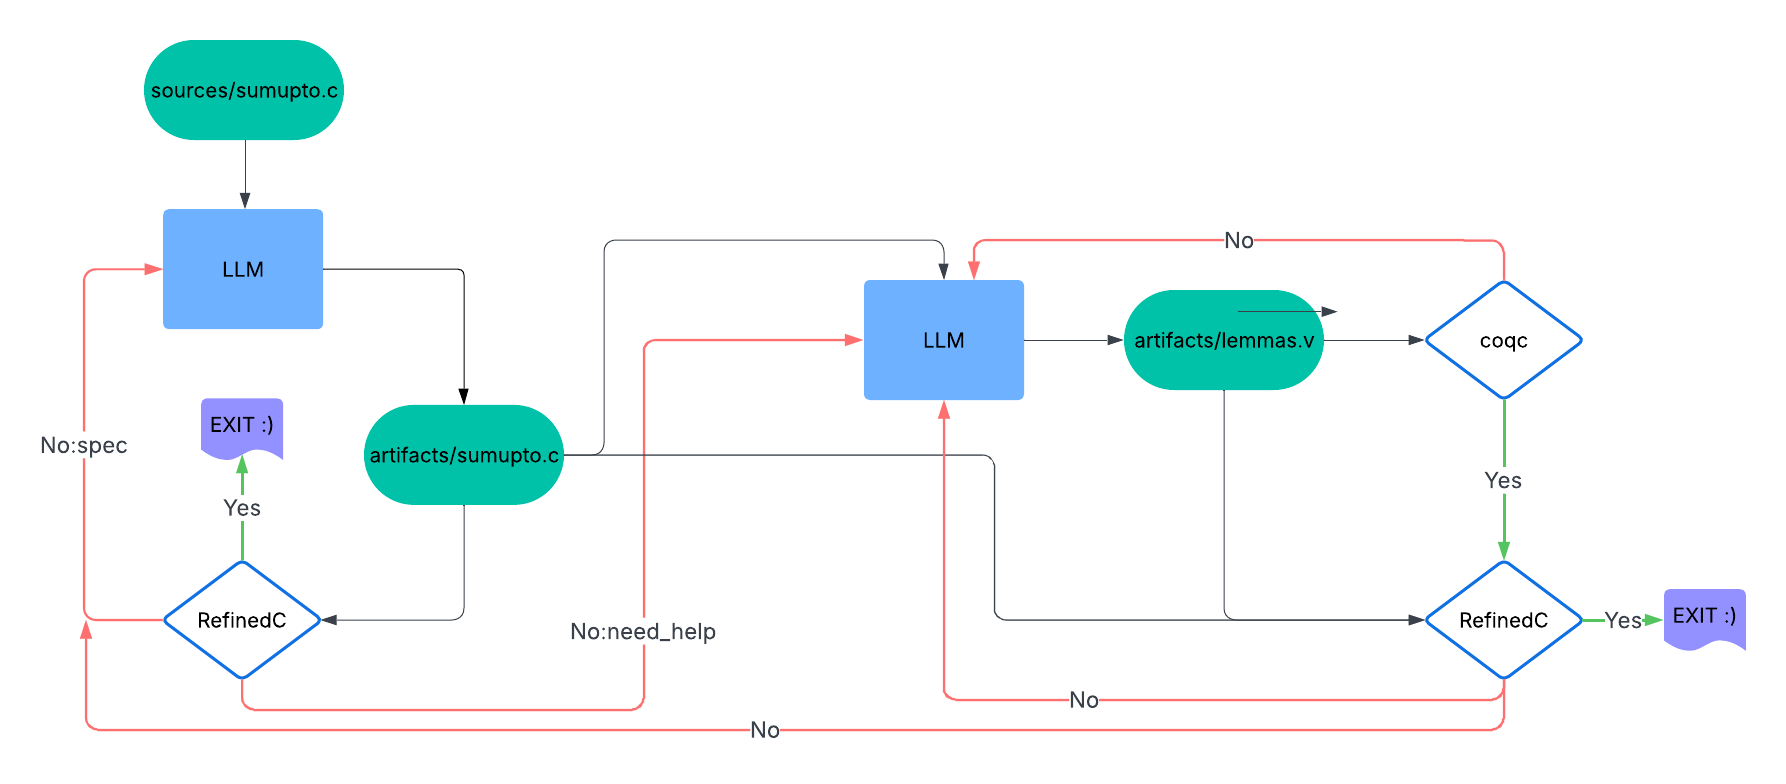 sources/sumupto.c
LLM
No
LLM
artifacts/lemmas.v
coqc
EXIT :)
No:spec
artifacts/sumupto.c
Yes
Yes
RefinedC
No:need_help
RefinedC
Yes
EXIT :)
No
No